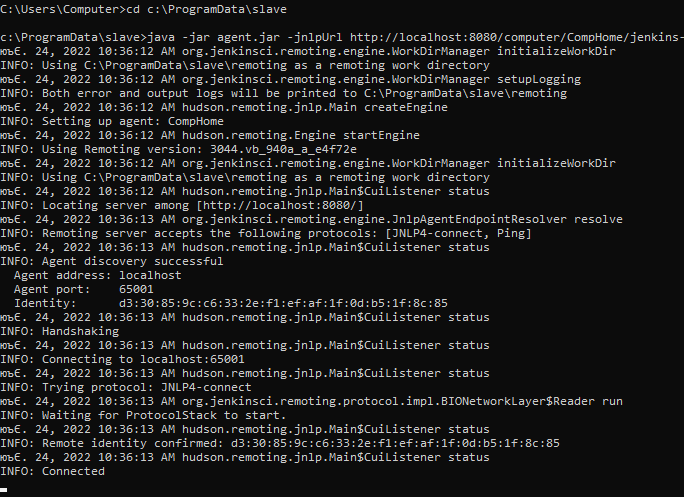 C:\Users\Computer>cd c:\ProgramData\slave
c:\ProgramData\slave>java -jar agent.jar -jnlpUrl http://localhost:8080/computer/CompHome/jenkins-
юъЄ. 24, 2022 10:36:12 AM org.jenkinsci.remoting.engine.WorkDirManager initializeWorkDir
INFO: Using C:\ProgramData\slave\remoting as a remoting work directory
юъЄ. 24, 2022 10:36:12 AM org.jenkinsci.remoting.engine.WorkDirManager setupLogging
INFO: Both error and output logs will be printed to C:\ProgramData\slave\remoting
юъЄ. 24, 2022 10:36:12 AM hudson.remoting.jnlp.Main createEngine
INFO: Setting up agent: CompHome
юъЄ. 24, 2022 10:36:12 AM hudson.remoting.Engine startEngine
INFO: Using Remoting version: 3044.vb_940a_a_e4f72e
юъЄ. 24, 2022 10:36:12 AM org.jenkinsci.remoting.engine.WorkDirManager initializeWorkDir
INFO: Using C:\ProgramData\slave\remoting as a remoting work directory
юъЄ. 24, 2022 10:36:12 AM hudson.remoting.jnlp.Main$CuiListener status
INFO: Locating server among [http://localhost:8080/]
юъЄ. 24, 2022 10:36:13 AM org.jenkinsci.remoting.engine.JnlpAgentEndpointResolver resolve
INFO: Remoting server accepts the following protocols: [JNLP4-connect, Ping]
юъЄ. 24, 2022 10:36:13 AM hudson.remoting.jnlp.Main$CuiListener status
INFO: Agent discovery successful
  Agent address: localhost
  Agent port:    65001
  Identity:      d3:30:85:9c:c6:33:2e:f1:ef:af:1f:0d:b5:1f:8c:85
юъЄ. 24, 2022 10:36:13 AM hudson.remoting.jnlp.Main$CuiListener status
INFO: Handshaking
юъЄ. 24, 2022 10:36:13 AM hudson.remoting.jnlp.Main$CuiListener status
INFO: Connecting to localhost:65001
юъЄ. 24, 2022 10:36:13 AM hudson.remoting.jnlp.Main$CuiListener status
INFO: Trying protocol: JNLP4-connect
юъЄ. 24, 2022 10:36:13 AM org.jenkinsci.remoting.protocol.impl.BIONetworkLayer$Reader run
INFO: Waiting for ProtocolStack to start.
юъЄ. 24, 2022 10:36:13 AM hudson.remoting.jnlp.Main$CuiListener status
INFO: Remote identity confirmed: d3:30:85:9c:c6:33:2e:f1:ef:af:1f:0d:b5:1f:8c:85
юъЄ. 24, 2022 10:36:13 AM hudson.remoting.jnlp.Main$CuiListener status
INFO: Connected